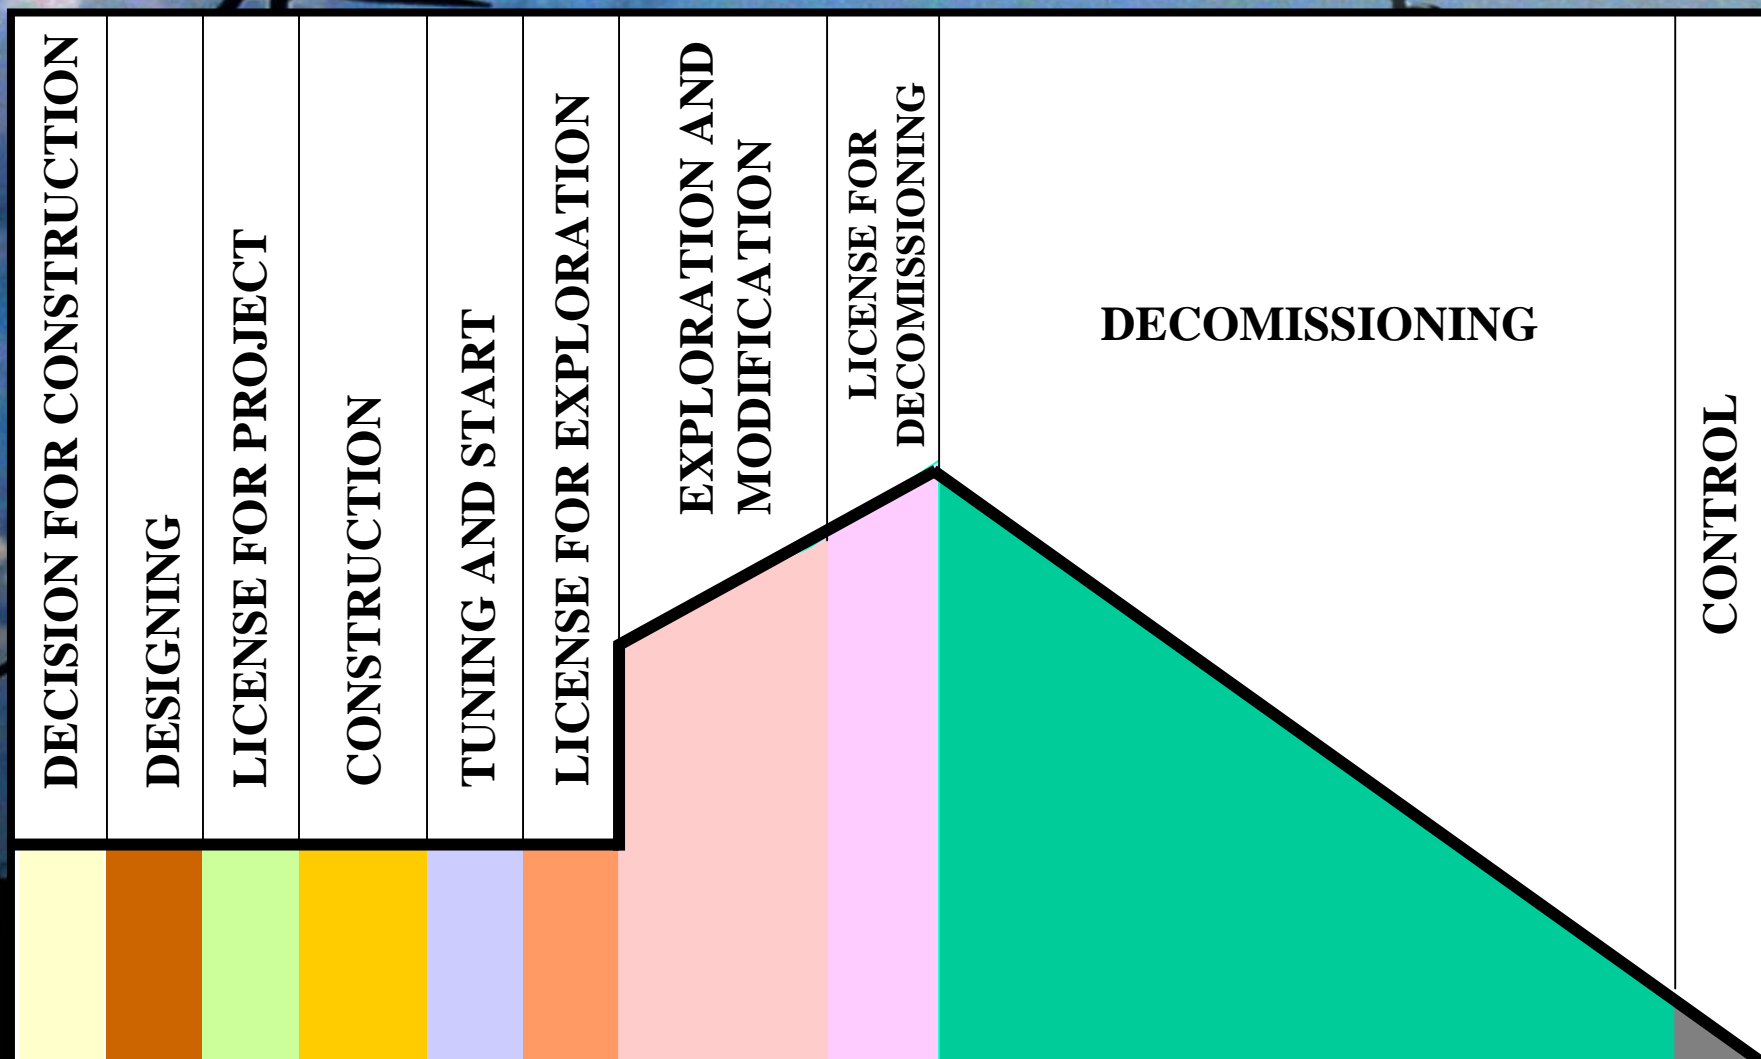 DECISION FOR CONSTRUCTION
DESIGNING
LICENSE FOR PROJECT
CONSTRUCTION
TUNING AND START
LICENSE FOR EXPLORATION
EXPLORATION AND
MODIFICATION
LICENSE FOR
DECOMISSIONING
DECOMISSIONING
CONTROL